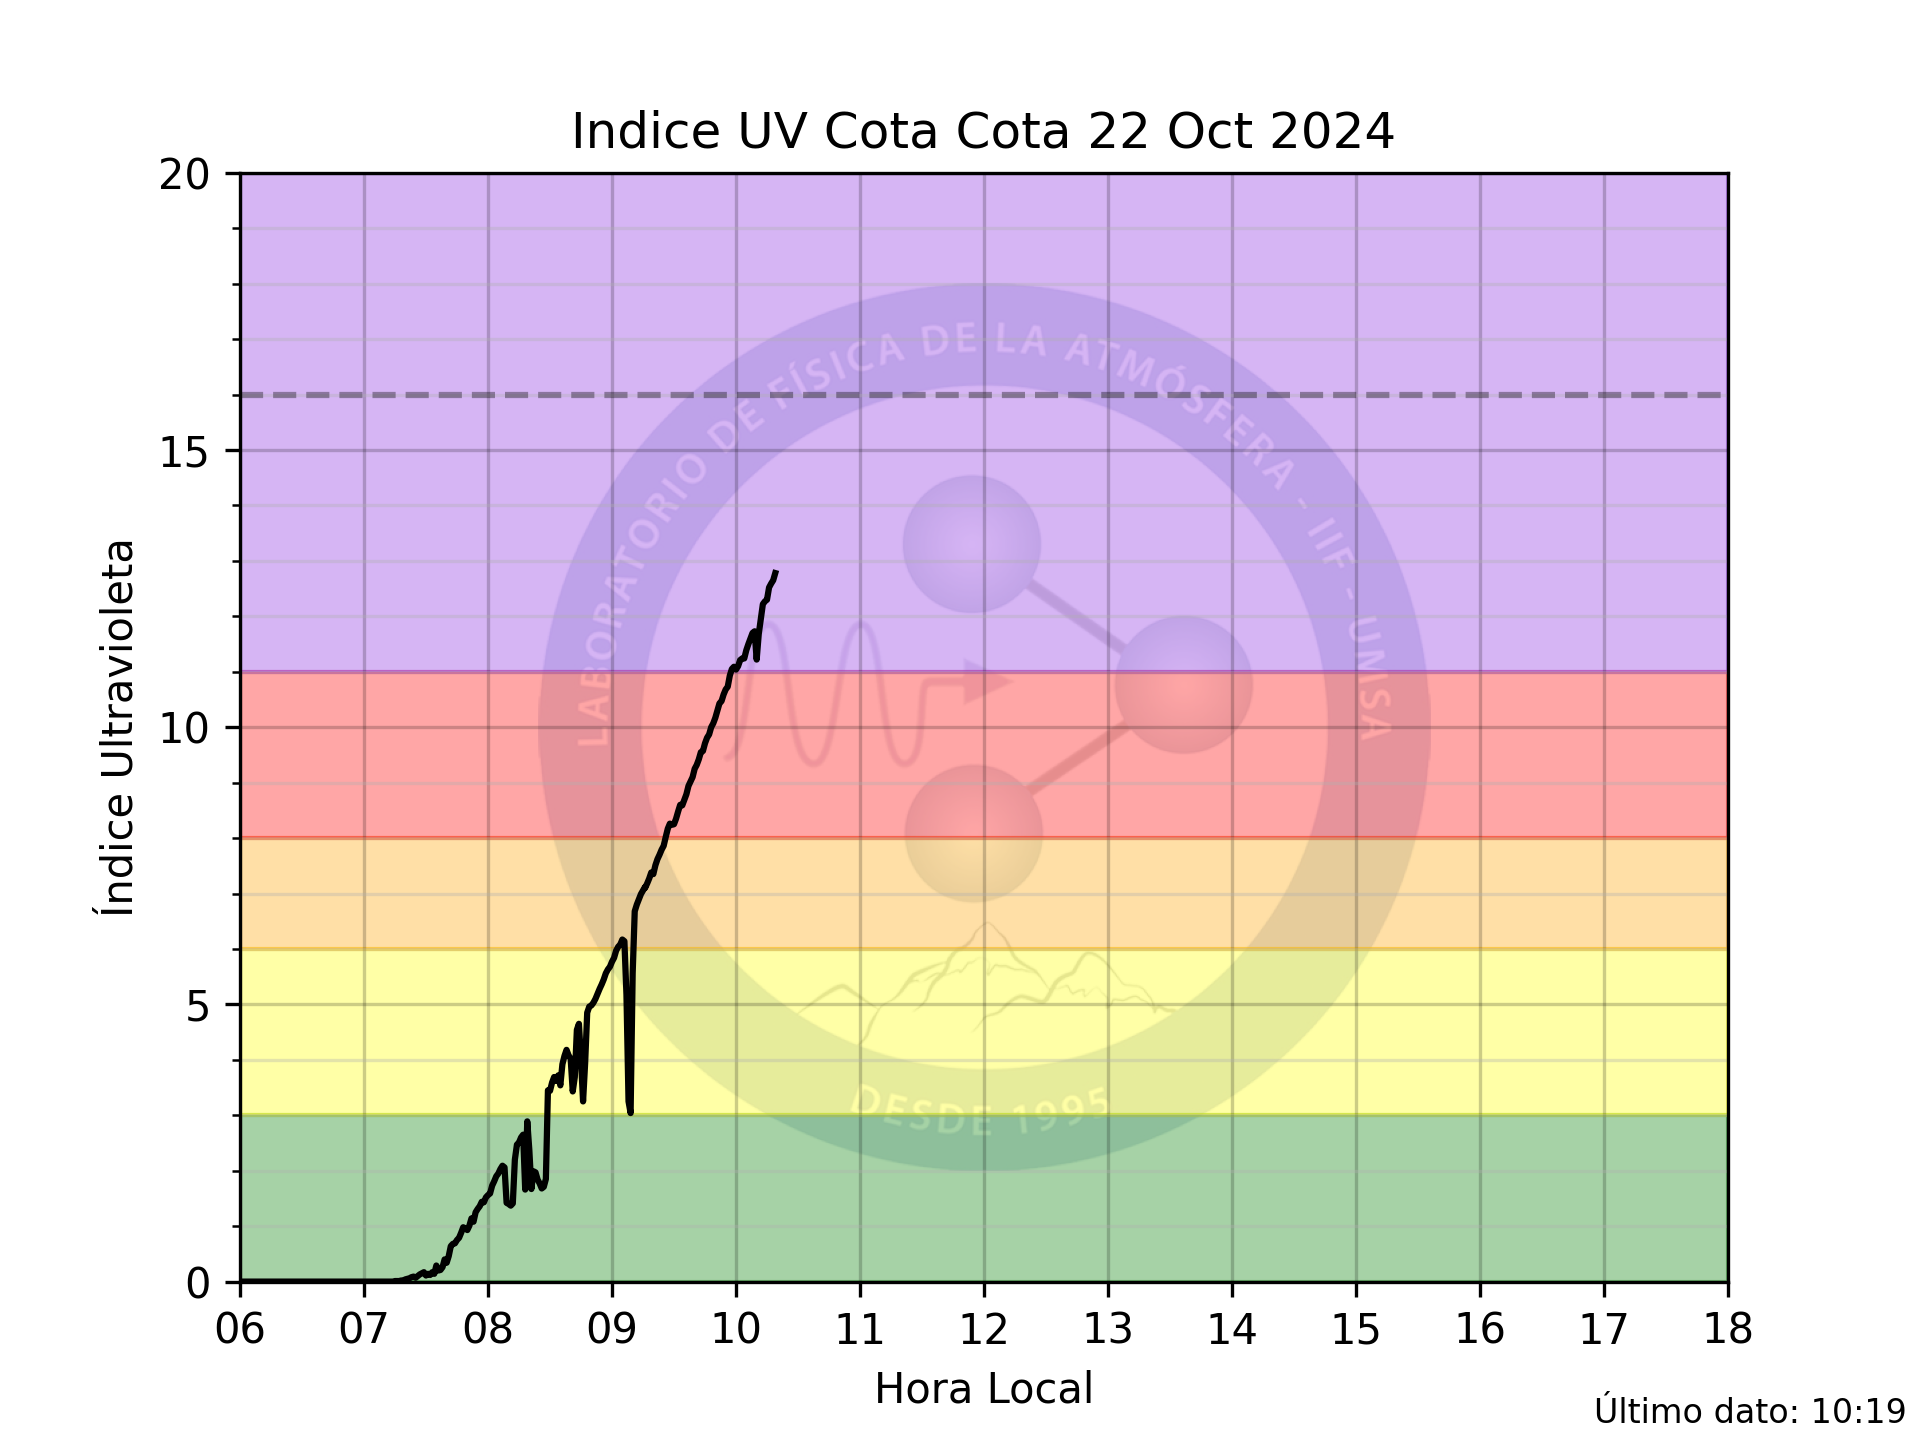 Indice UV Cota Cota 22 Oct 2024
20
15
10
5
0
Índice Ultravioleta
LABORATORIO DE FÍSICA DE LA ATMÓSFERA - IIF - UMSA
DESDE 1995
06 07 08 09 10 11 12 13 14 15 16 17 18
Hora Local
Último dato: 10:19